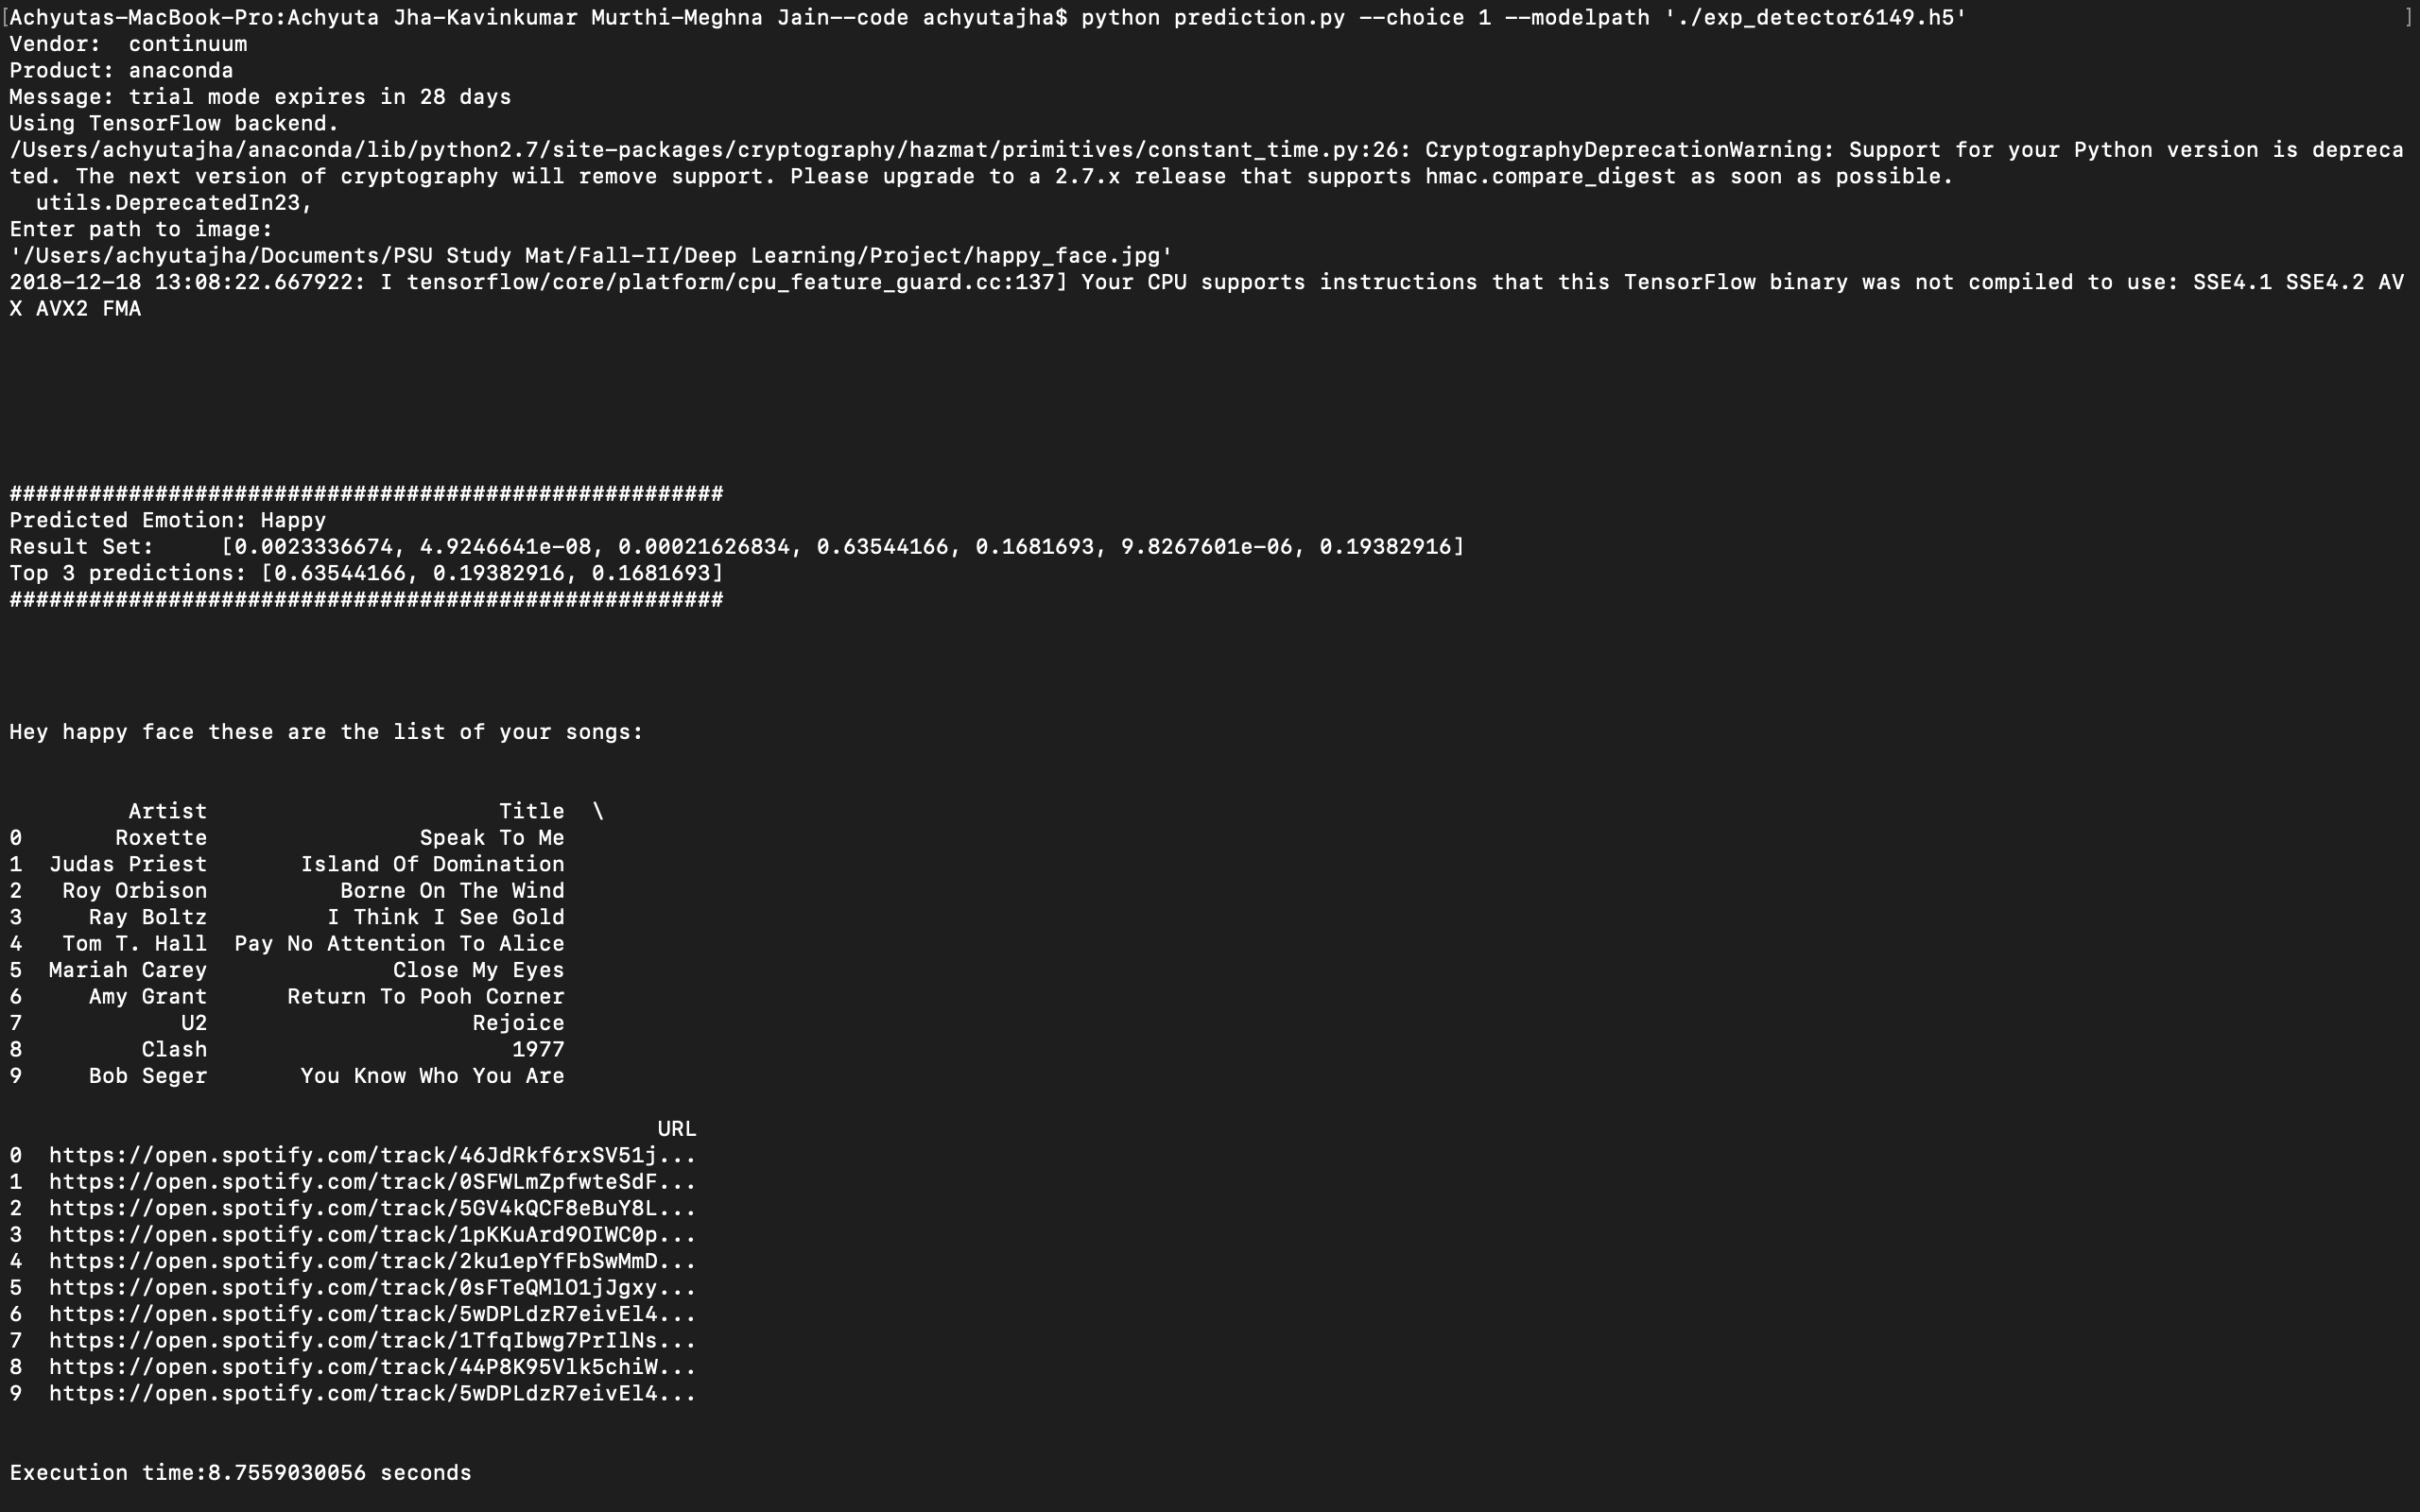 [Achyutas-MacBook-Pro:Achyuta Jha-Kavinkumar Murthi-Meghna Jain--code achyutajha$ python prediction.py --choice 1 --modelpath './exp_detector6149.h5' ]
Vendor:  continuum
Product: anaconda
Message: trial mode expires in 28 days
Using TensorFlow backend.
/Users/achyutajha/anaconda/lib/python2.7/site-packages/cryptography/hazmat/primitives/constant_time.py:26: CryptographyDeprecationWarning: Support for your Python version is depreca
ted. The next version of cryptography will remove support. Please upgrade to a 2.7.x release that supports hmac.compare_digest as soon as possible.
  utils.DeprecatedIn23,
Enter path to image:
'/Users/achyutajha/Documents/PSU Study Mat/Fall-II/Deep Learning/Project/happy_face.jpg'
2018-12-18 13:08:22.667922: I tensorflow/core/platform/cpu_feature_guard.cc:137] Your CPU supports instructions that this TensorFlow binary was not compiled to use: SSE4.1 SSE4.2 AV
X AVX2 FMA
######################################################
Predicted Emotion: Happy
Result Set:     [0.0023336674, 4.9246641e-08, 0.00021626834, 0.63544166, 0.1681693, 9.8267601e-06, 0.19382916]
Top 3 predictions: [0.63544166, 0.19382916, 0.1681693]
######################################################
Hey happy face these are the list of your songs:
         Artist                      Title  \
0       Roxette                Speak To Me
1  Judas Priest       Island Of Domination
2   Roy Orbison          Borne On The Wind
3     Ray Boltz         I Think I See Gold
4   Tom T. Hall  Pay No Attention To Alice
5  Mariah Carey              Close My Eyes
6     Amy Grant      Return To Pooh Corner
7            U2                    Rejoice
8         Clash                       1977
9     Bob Seger       You Know Who You Are
                                                 URL
0  https://open.spotify.com/track/46JdRkf6rxSV51j...
1  https://open.spotify.com/track/0SFWLmZpfwteSdF...
2  https://open.spotify.com/track/5GV4kQCF8eBuY8L...
3  https://open.spotify.com/track/1pKKuArd9OIWC0p...
4  https://open.spotify.com/track/2ku1epYfFbSwMmD...
5  https://open.spotify.com/track/0sFTeQMlO1jJgxy...
6  https://open.spotify.com/track/5wDPLdzR7eivEl4...
7  https://open.spotify.com/track/1TfqIbwg7PrIlNs...
8  https://open.spotify.com/track/44P8K95Vlk5chiW...
9  https://open.spotify.com/track/5wDPLdzR7eivEl4...
Execution time:8.7559030056 seconds